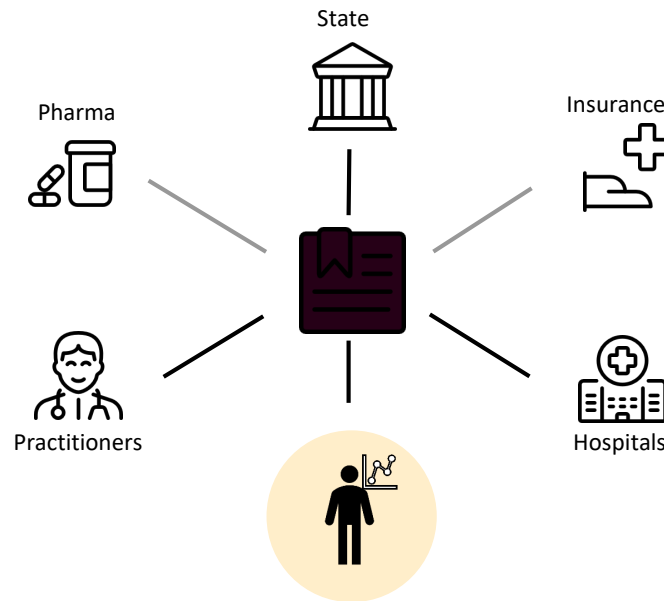 State
Pharma
Insurance
Practitioners
Hospitals